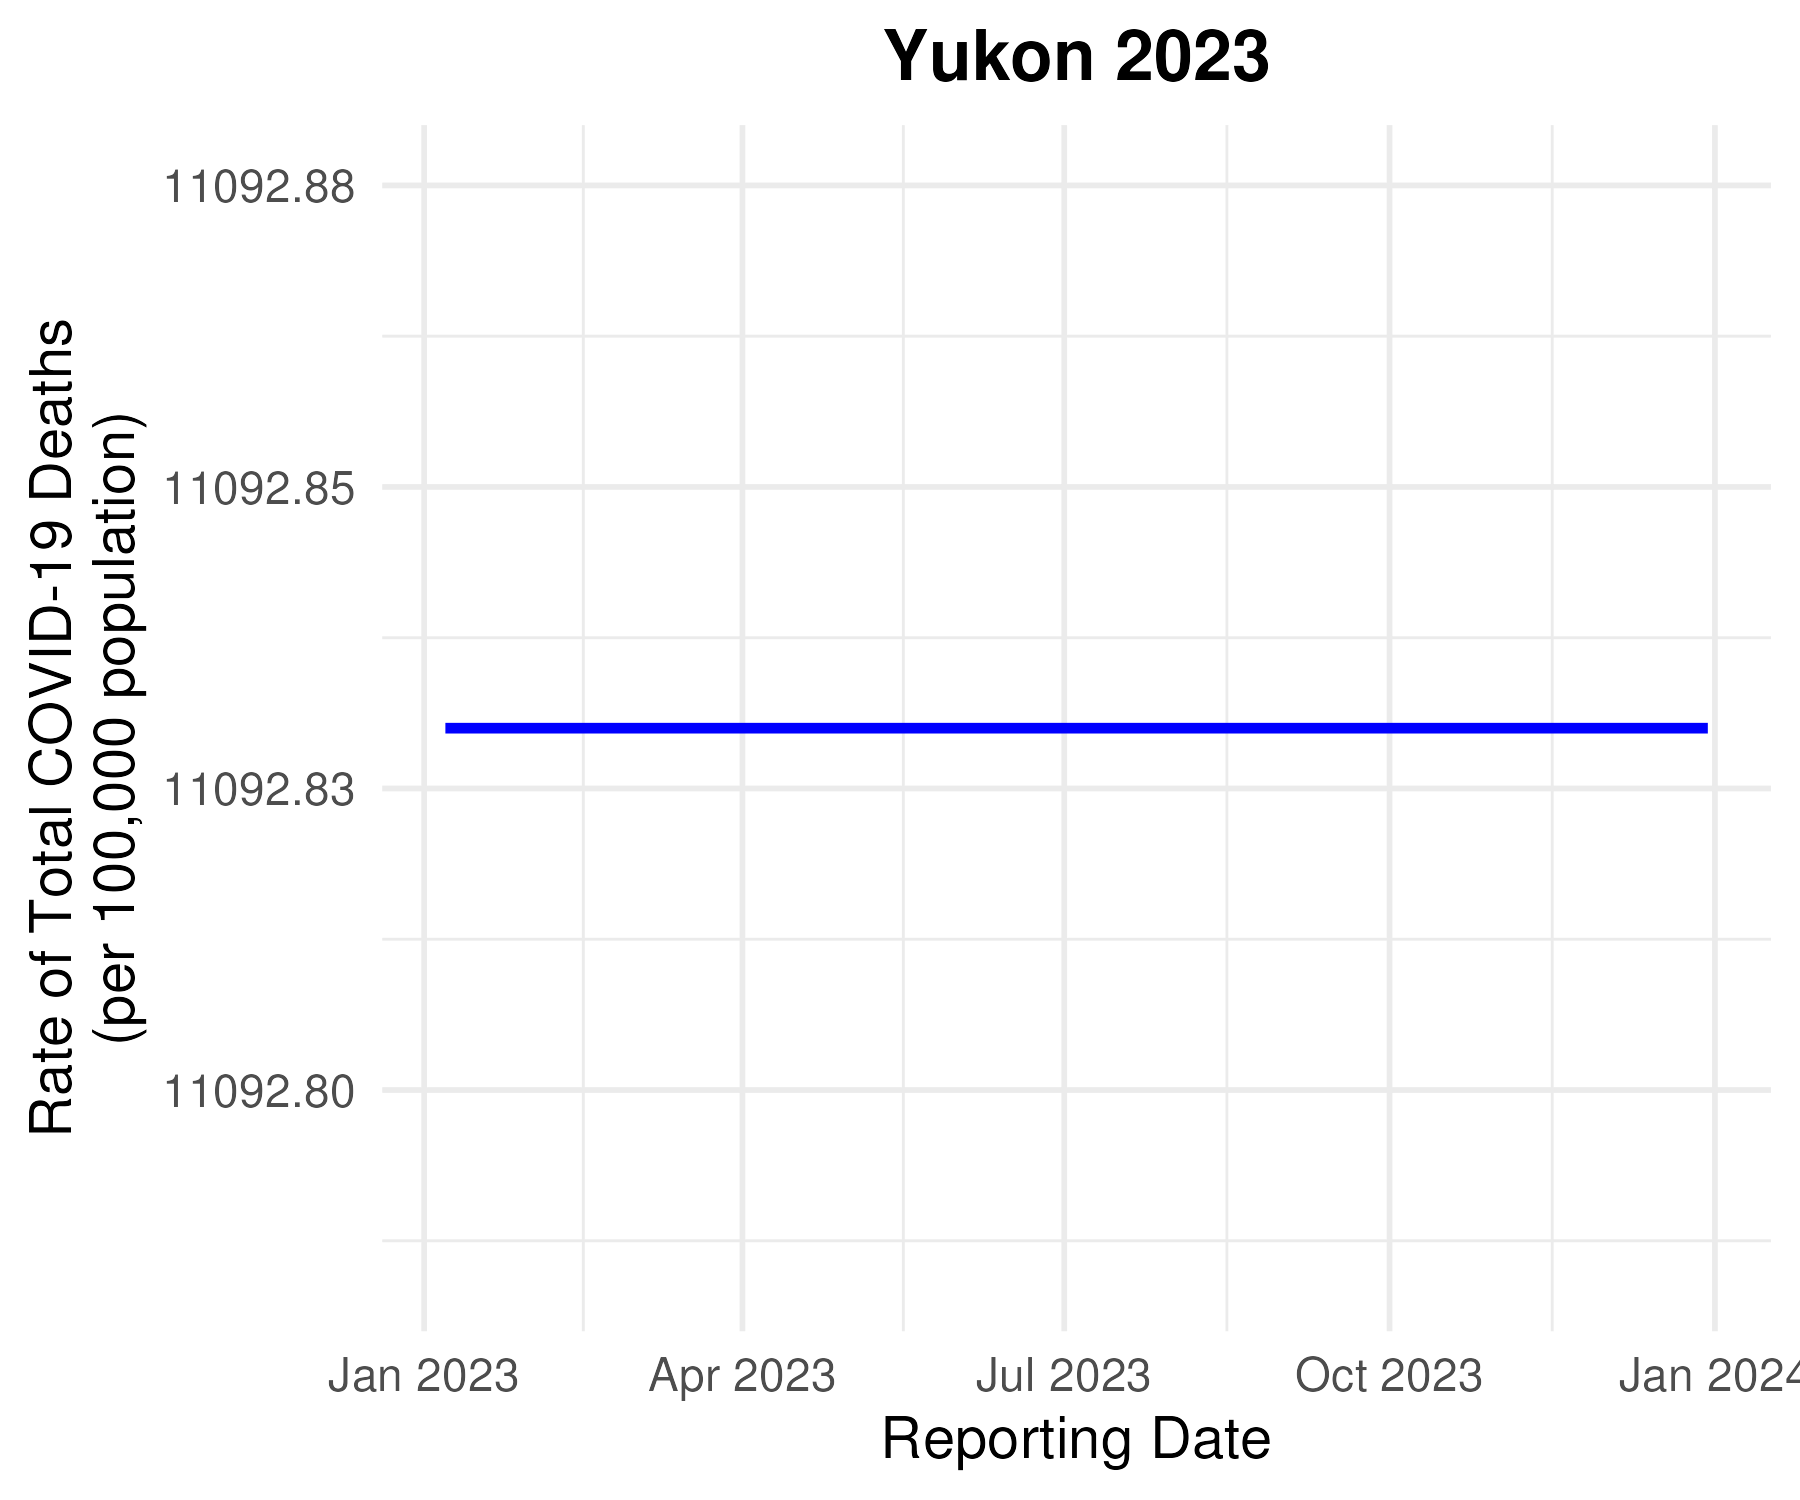 Yukon 2023
11092.88
11092.85
11092.83
11092.80
Rate of Total COVID-19 Deaths
(per 100,000 population)
Jan 2023 Apr 2023 Jul 2023 Oct 2023 Jan 2024
Reporting Date